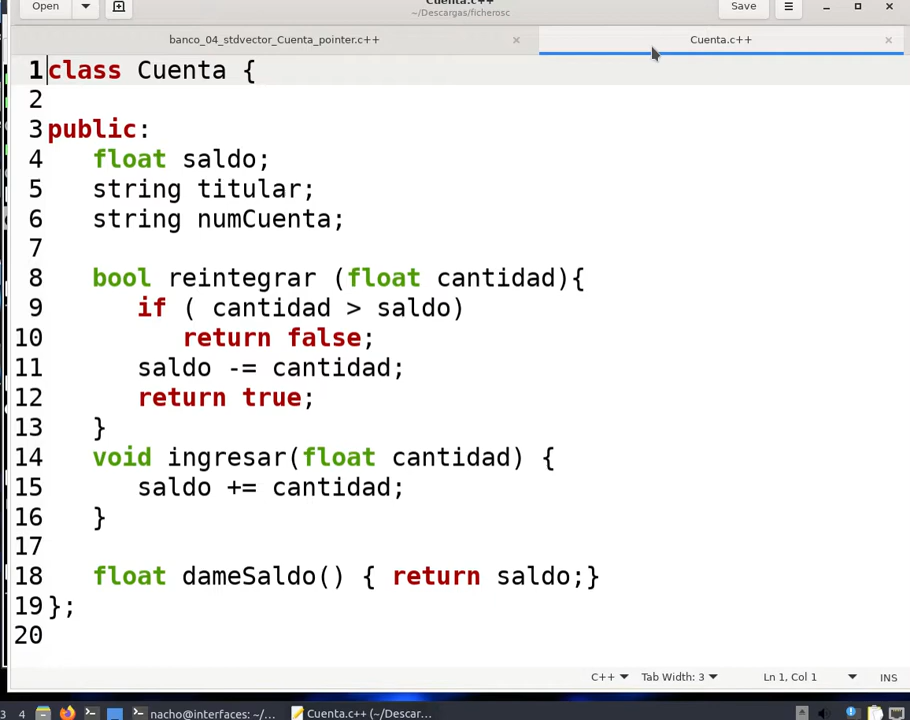 Open
Cuenta.c++
~/Descargas/ficherosc
Save
banco_04_stdvector_Cuenta_pointer.c++ ×
Cuenta.c++ ×
1 class Cuenta {
2
3 public:
4    float saldo;
5    string titular;
6    string numCuenta;
7
8    bool reintegrar (float cantidad){
9       if ( cantidad > saldo)
10          return false;
11       saldo -= cantidad;
12       return true;
13    }
14    void ingresar(float cantidad) {
15       saldo += cantidad;
16    }
17
18    float dameSaldo() { return saldo;}
19 };
20
C++ Tab Width: 3 Ln 1, Col 1 INS
3 4 nacho@interfaces: ~/... Cuenta.c++ (~/Descar...